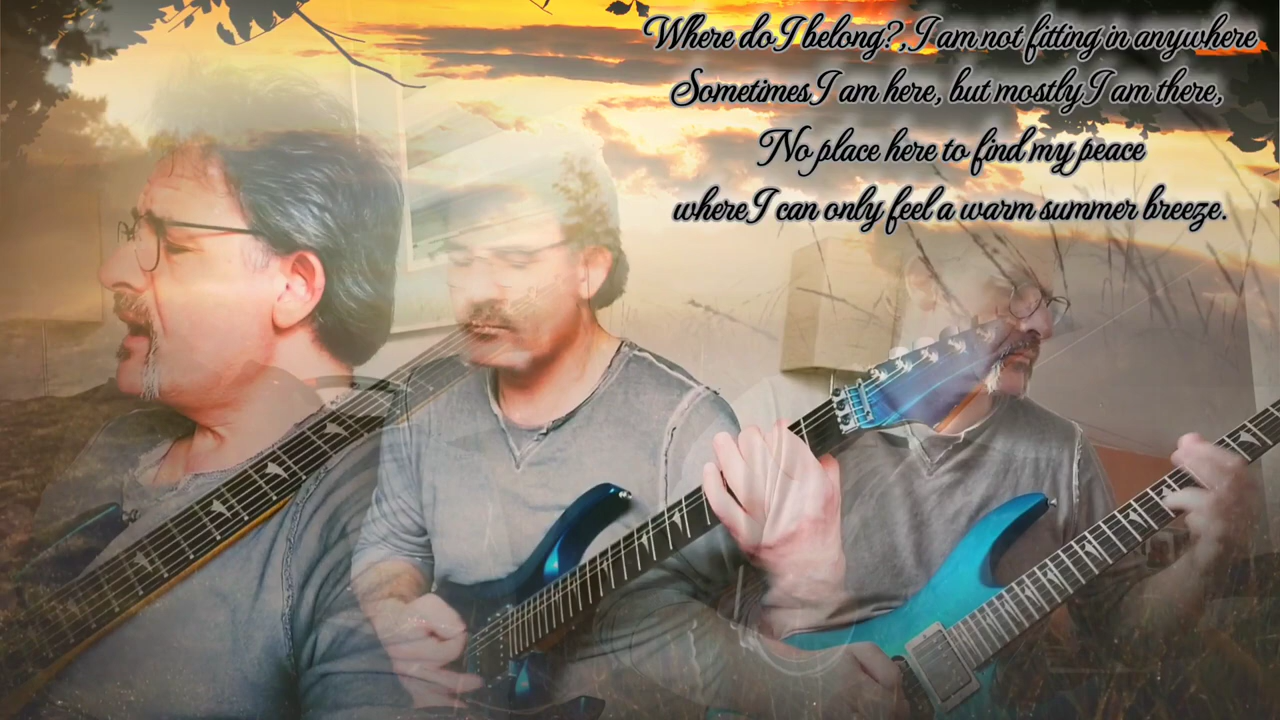 Where do I belong?, I am not fitting in anywhere
Sometimes I am here, but mostly I am there,
No place here to find my peace
where I can only feel a warm summer breeze.